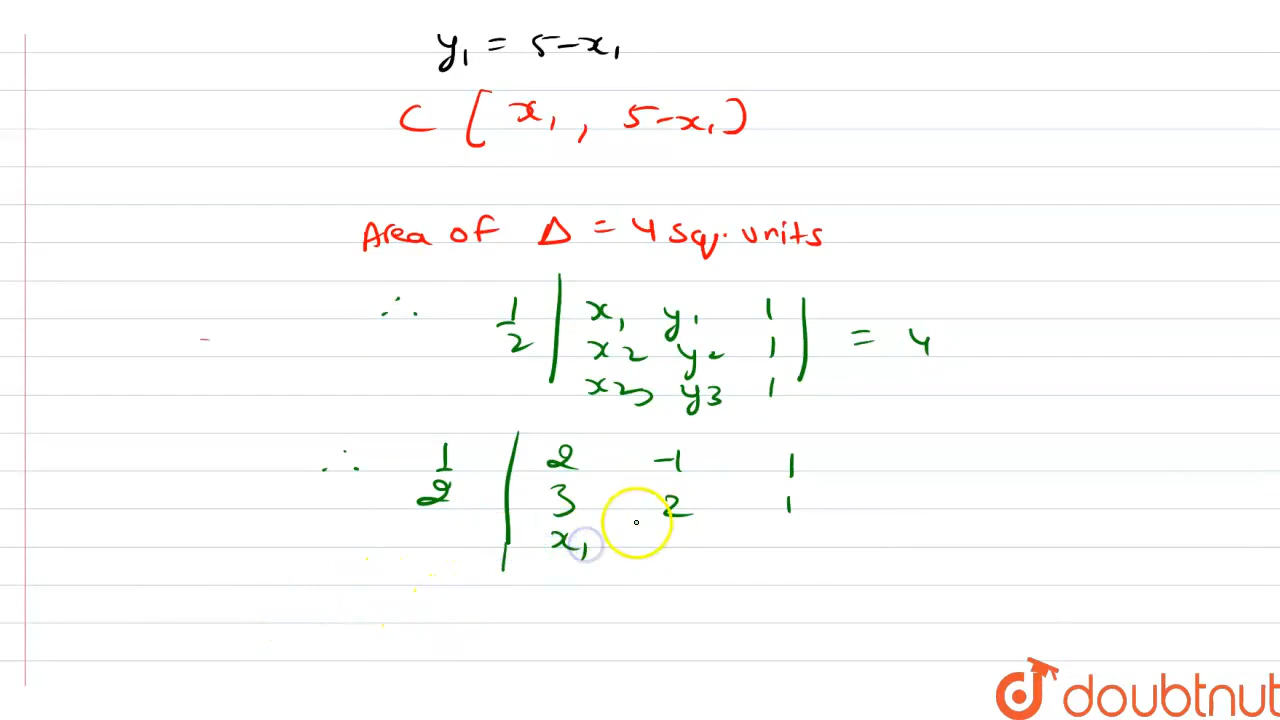 y₁ = 5-x₁
C [ x₁ , 5-x₁ )
Area of Δ = 4 sq. units
∴ 1/2 | x₁ y₁ 1 | = 4
x2 y2 1
x3 y3 1
∴ 1/2 | 2 -1 1
3 2 1
x₁
doubtnut